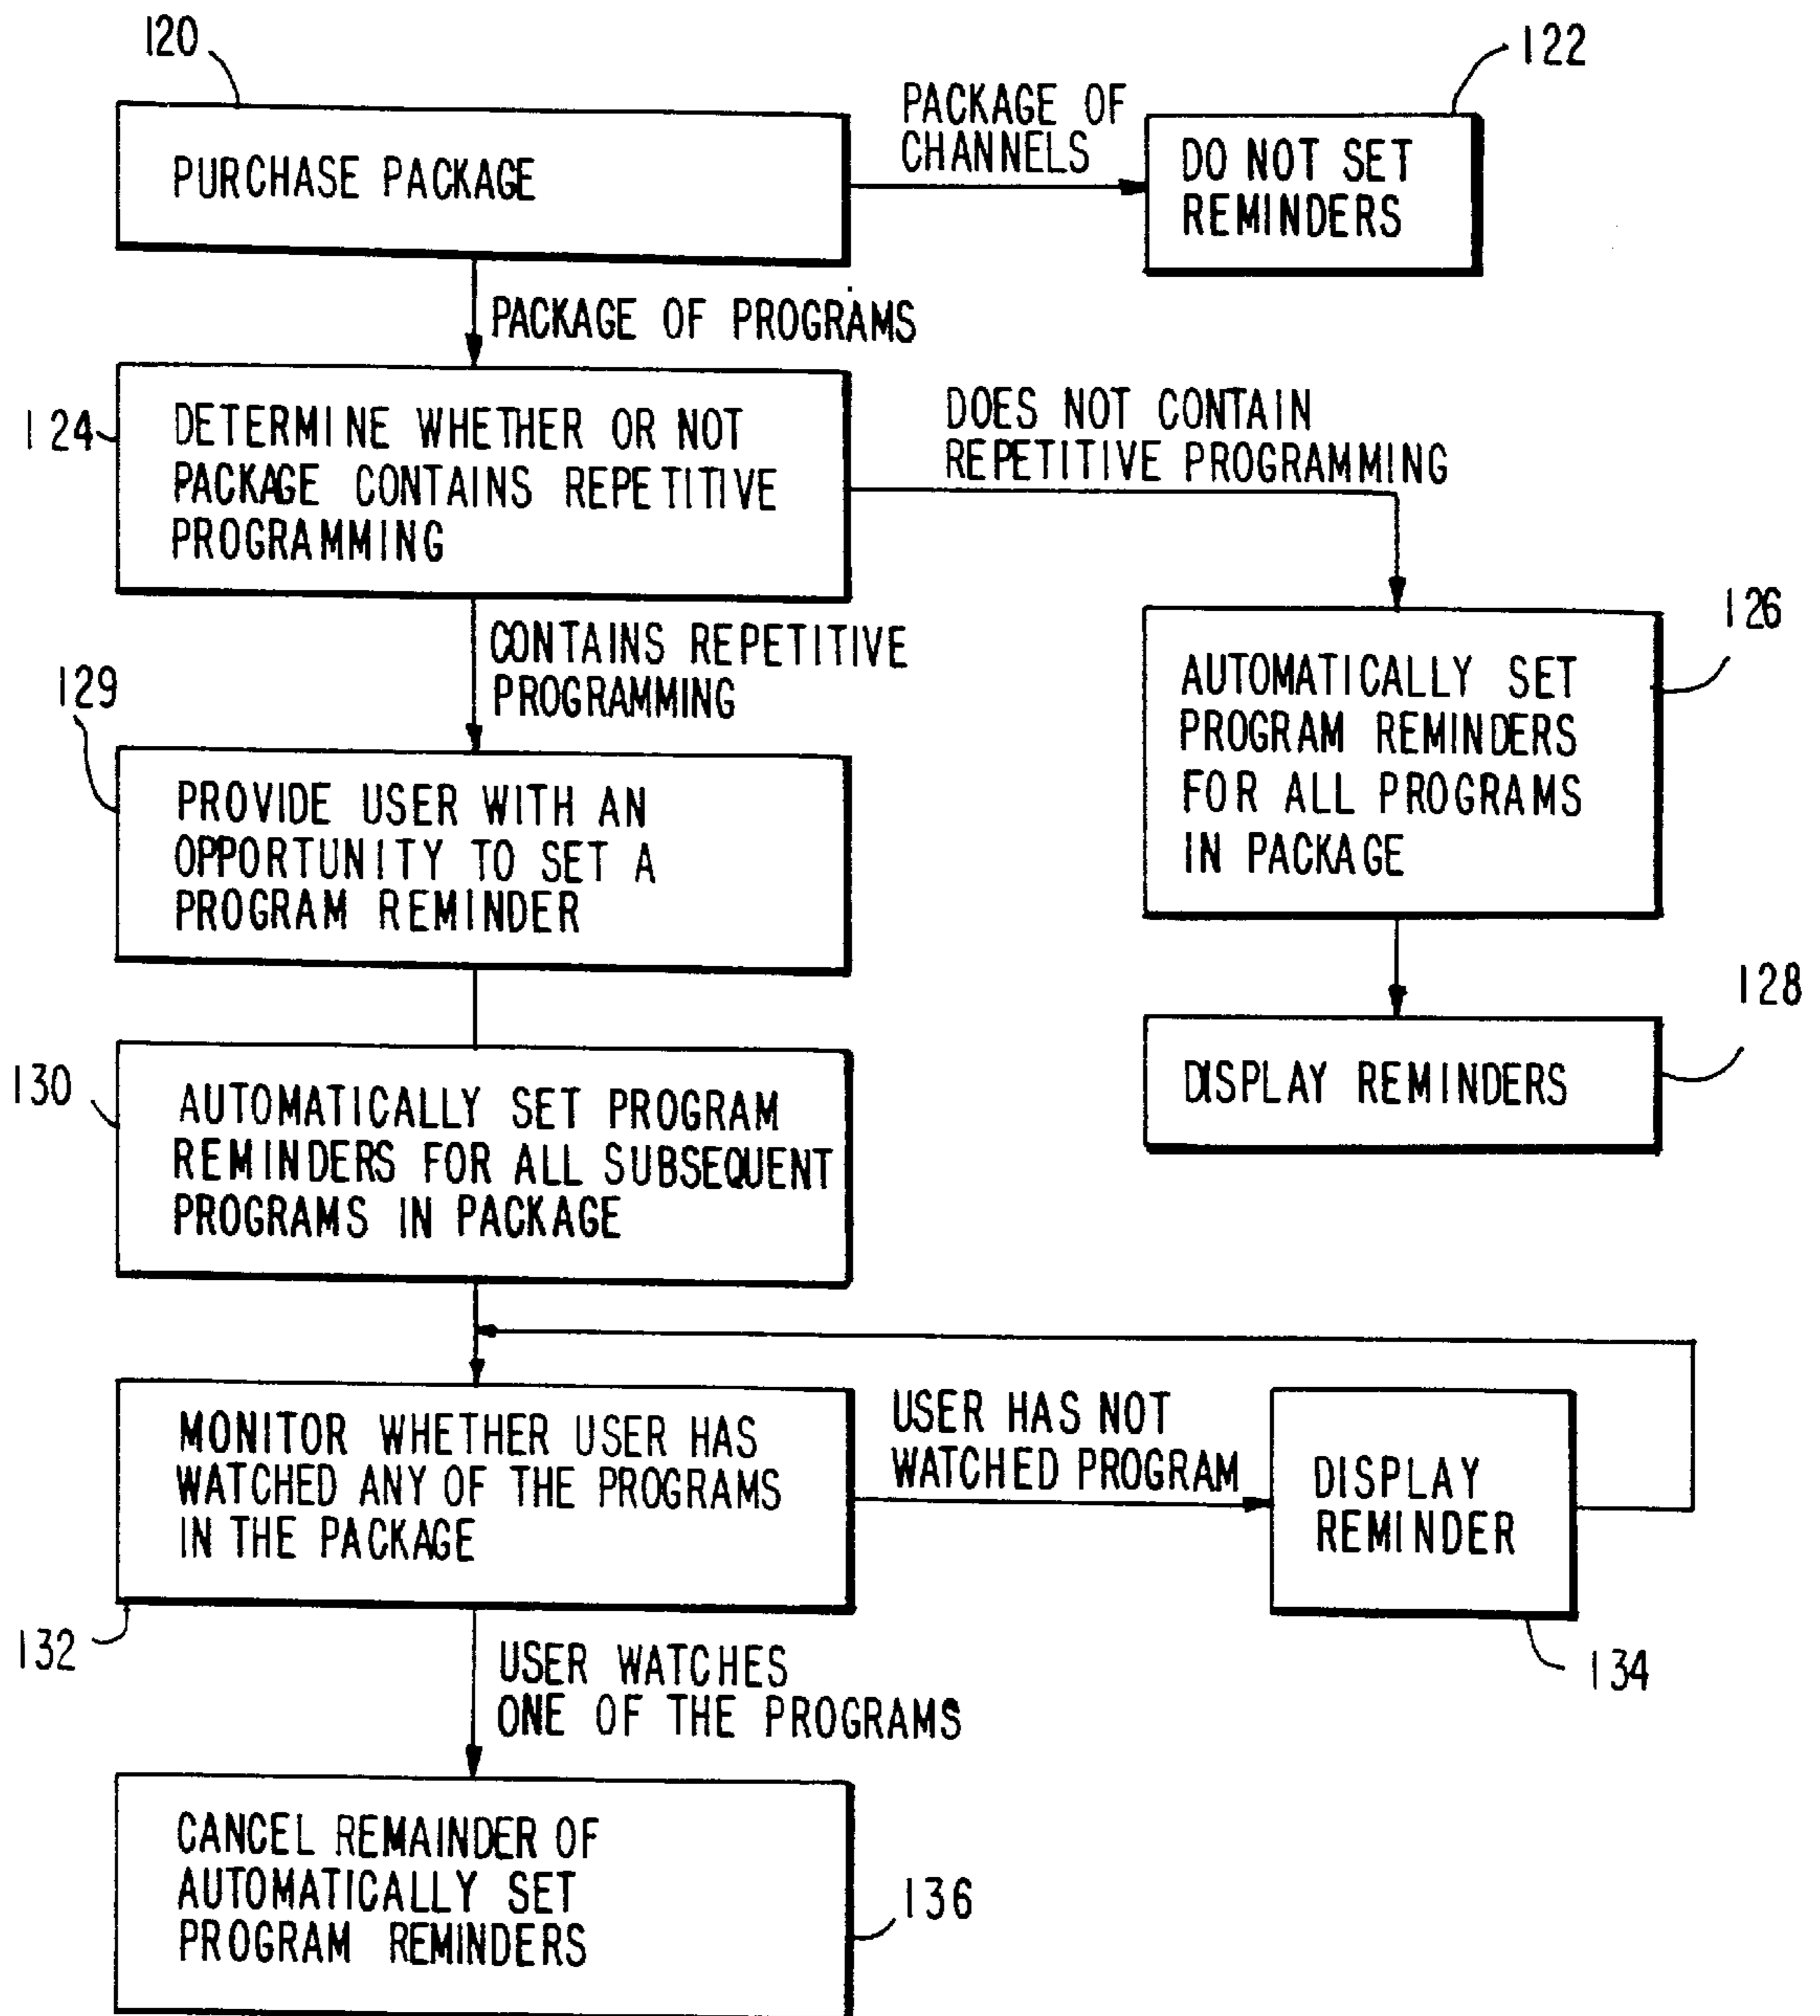 120
122
PURCHASE PACKAGE
PACKAGE OF
CHANNELS
DO NOT SET
REMINDERS
PACKAGE OF PROGRAMS
124
DETERMINE WHETHER OR NOT
PACKAGE CONTAINS REPETITIVE
PROGRAMMING
DOES NOT CONTAIN
REPETITIVE PROGRAMMING
CONTAINS REPETITIVE
PROGRAMMING
126
AUTOMATICALLY SET
PROGRAM REMINDERS
FOR ALL PROGRAMS
IN PACKAGE
129
PROVIDE USER WITH AN
OPPORTUNITY TO SET A
PROGRAM REMINDER
128
DISPLAY REMINDERS
130
AUTOMATICALLY SET PROGRAM
REMINDERS FOR ALL SUBSEQUENT
PROGRAMS IN PACKAGE
132
MONITOR WHETHER USER HAS
WATCHED ANY OF THE PROGRAMS
IN THE PACKAGE
USER HAS NOT
WATCHED PROGRAM
DISPLAY
REMINDER
134
USER WATCHES
ONE OF THE PROGRAMS
CANCEL REMAINDER OF
AUTOMATICALLY SET
PROGRAM REMINDERS
136